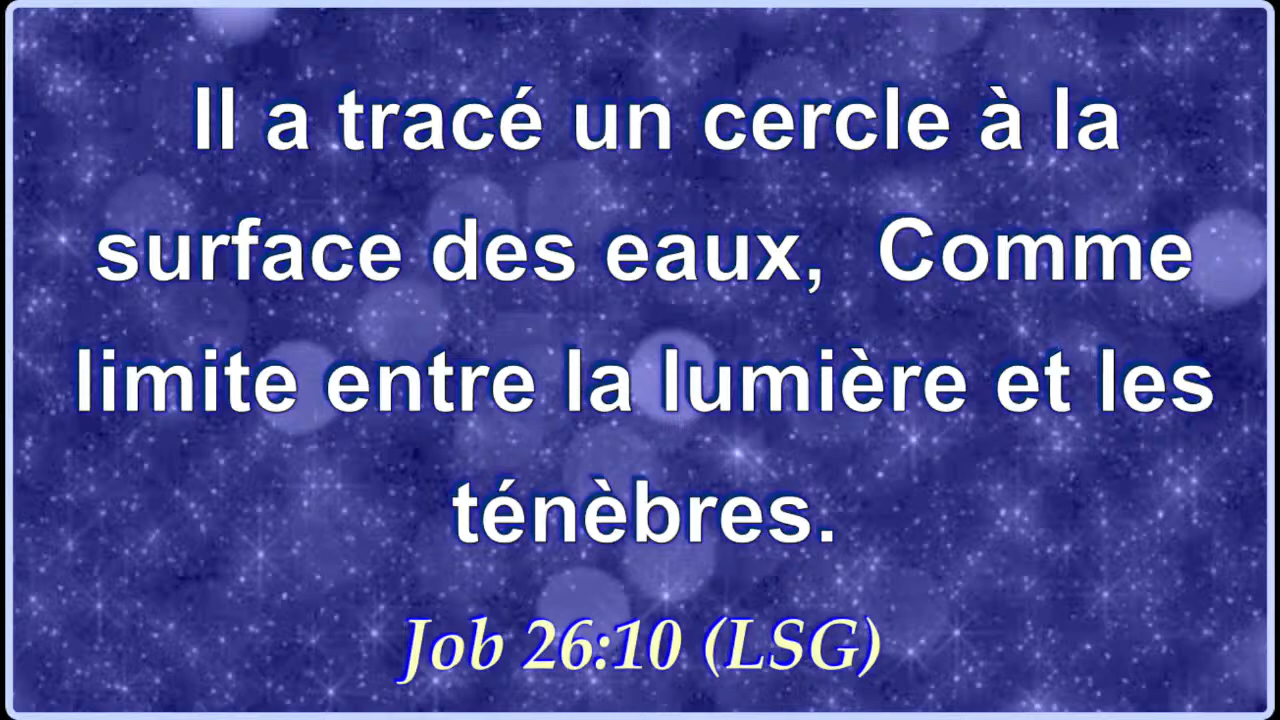 Il a tracé un cercle à la
surface des eaux,  Comme
limite entre la lumière et les
ténèbres.
Job 26:10 (LSG)